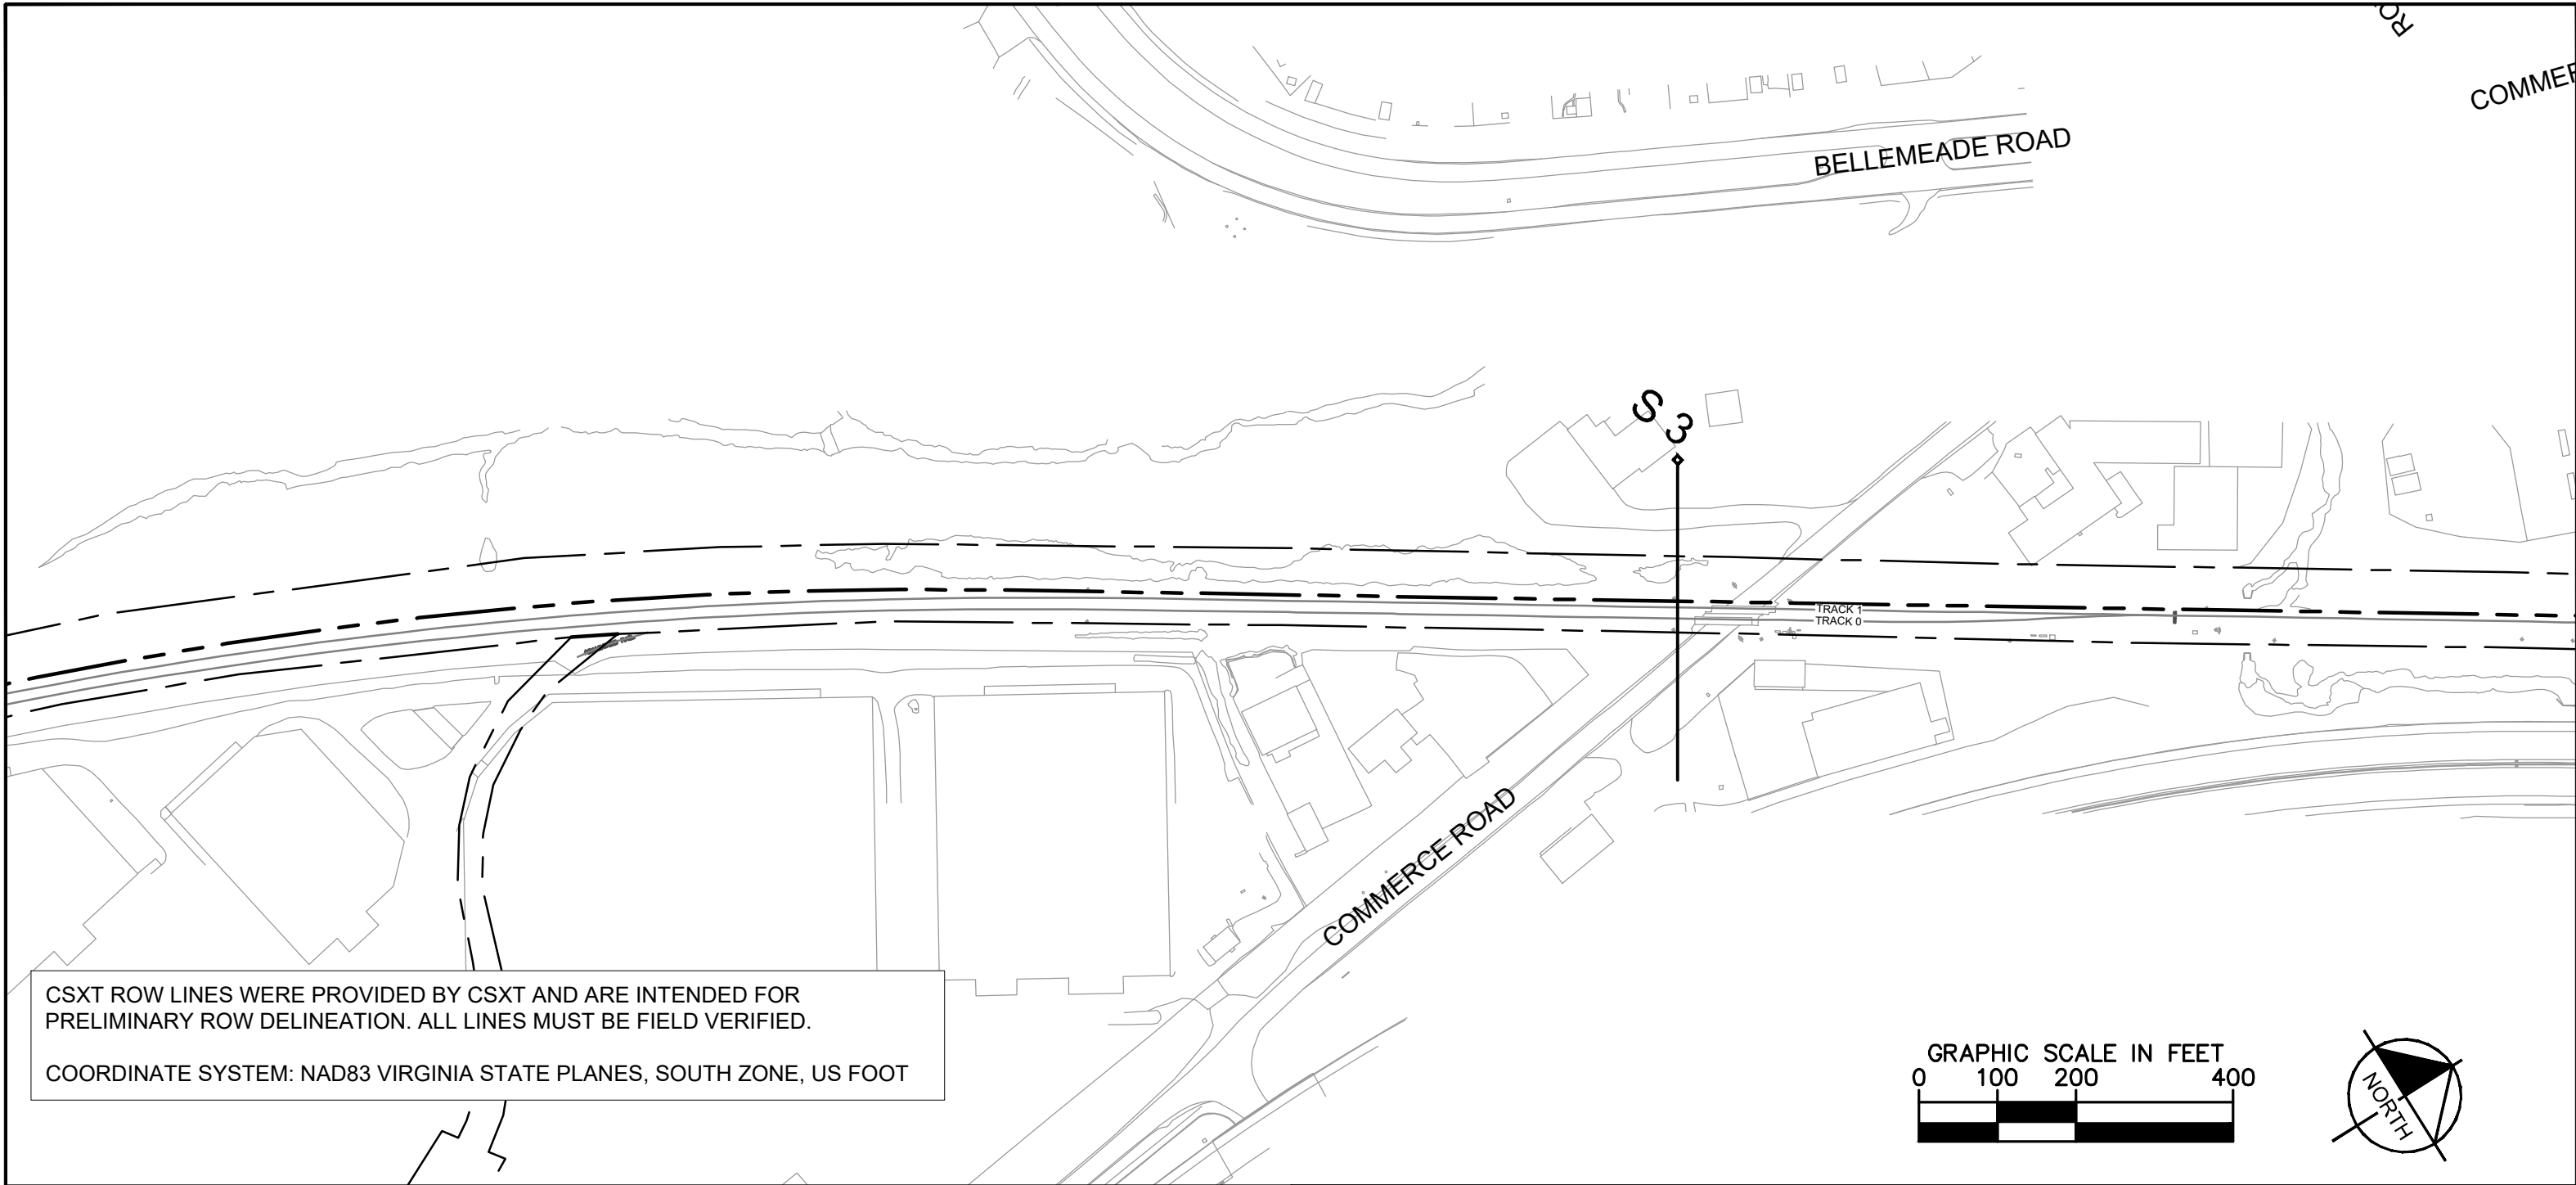 RO
COMMER
BELLEMEADE ROAD
S 3
TRACK 1
TRACK 0
COMMERCE ROAD
CSXT ROW LINES WERE PROVIDED BY CSXT AND ARE INTENDED FOR
PRELIMINARY ROW DELINEATION. ALL LINES MUST BE FIELD VERIFIED.
COORDINATE SYSTEM: NAD83 VIRGINIA STATE PLANES, SOUTH ZONE, US FOOT
GRAPHIC SCALE IN FEET
0 100 200 400
NORTH